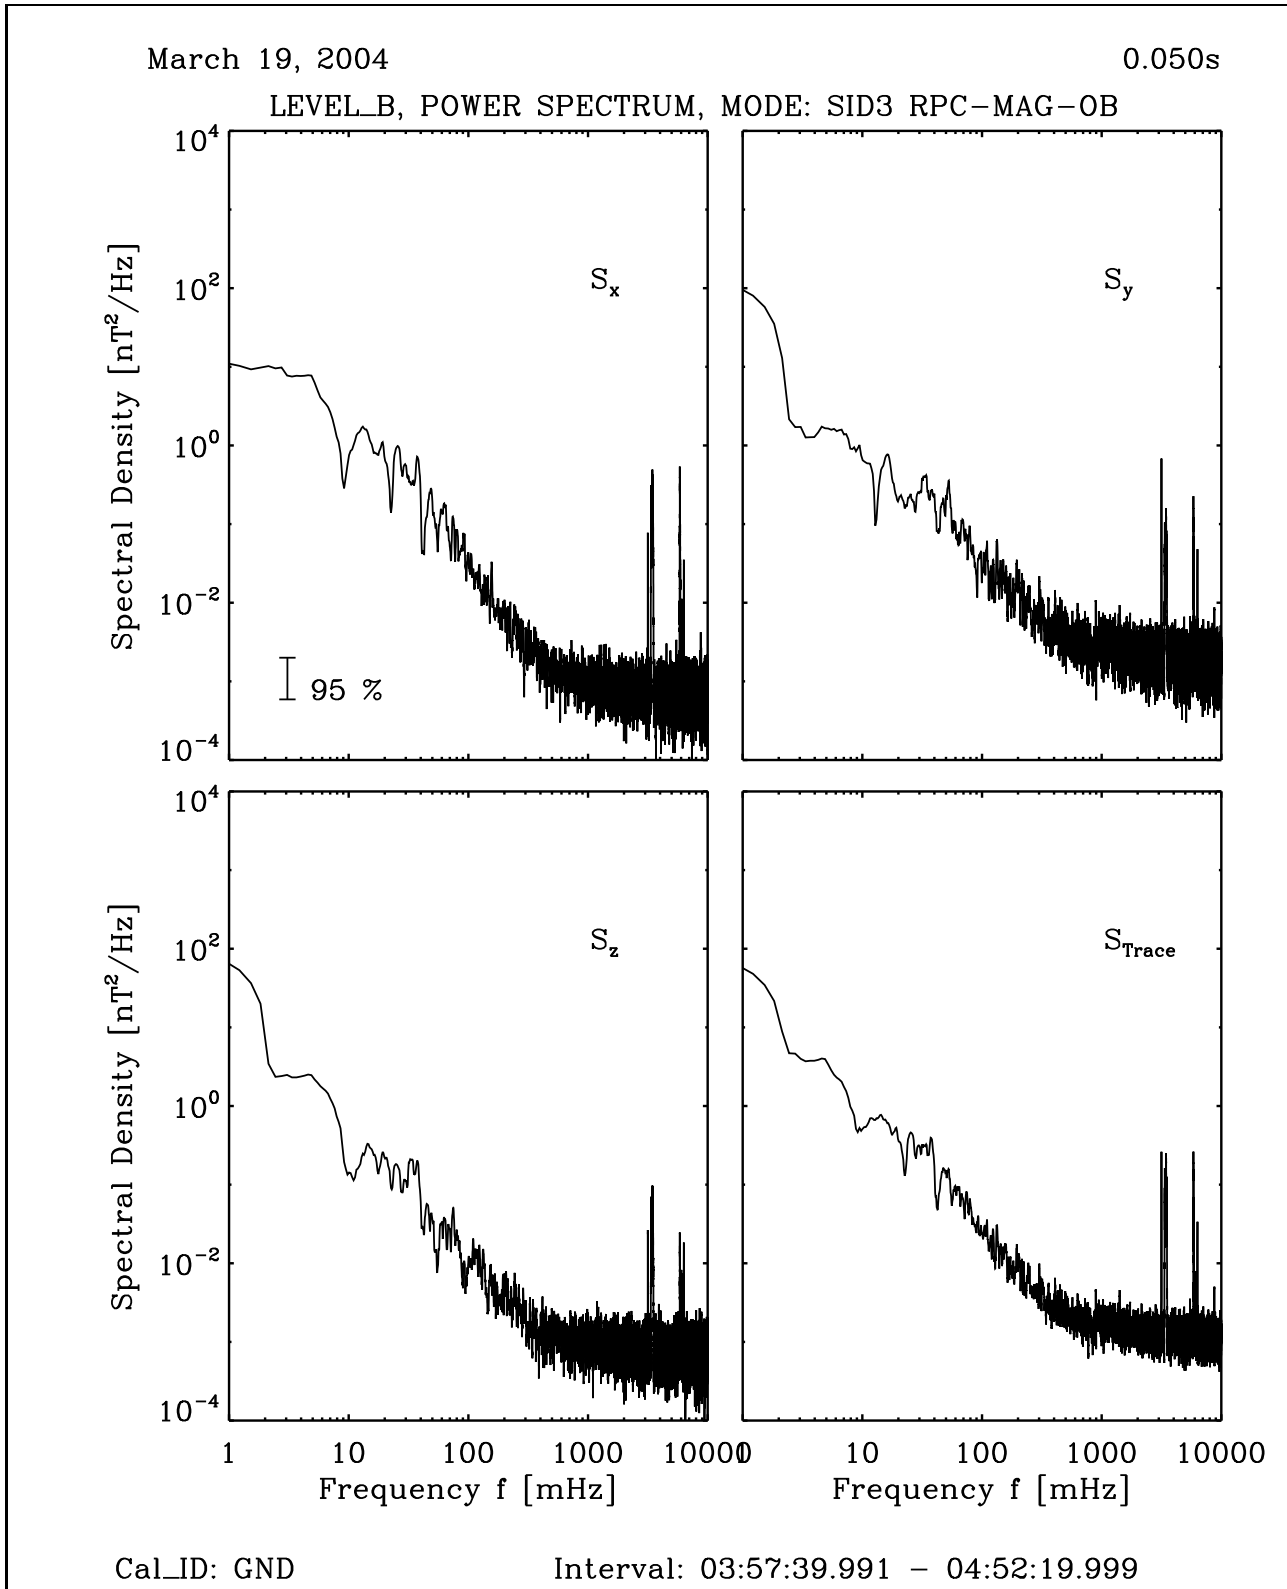 March 19, 2004 0.050s
LEVEL_B, POWER SPECTRUM, MODE: SID3 RPC-MAG-OB
10^4
10^2
10^0
10^-2
10^-4
Spectral Density [nT^2/Hz]
S_x
95 %
S_y
10^4
10^2
10^0
10^-2
10^-4
Spectral Density [nT^2/Hz]
S_z
S_Trace
1 10 100 1000 10000
10 100 1000 10000
Frequency f [mHz] Frequency f [mHz]
Cal_ID: GND Interval: 03:57:39.991 - 04:52:19.999